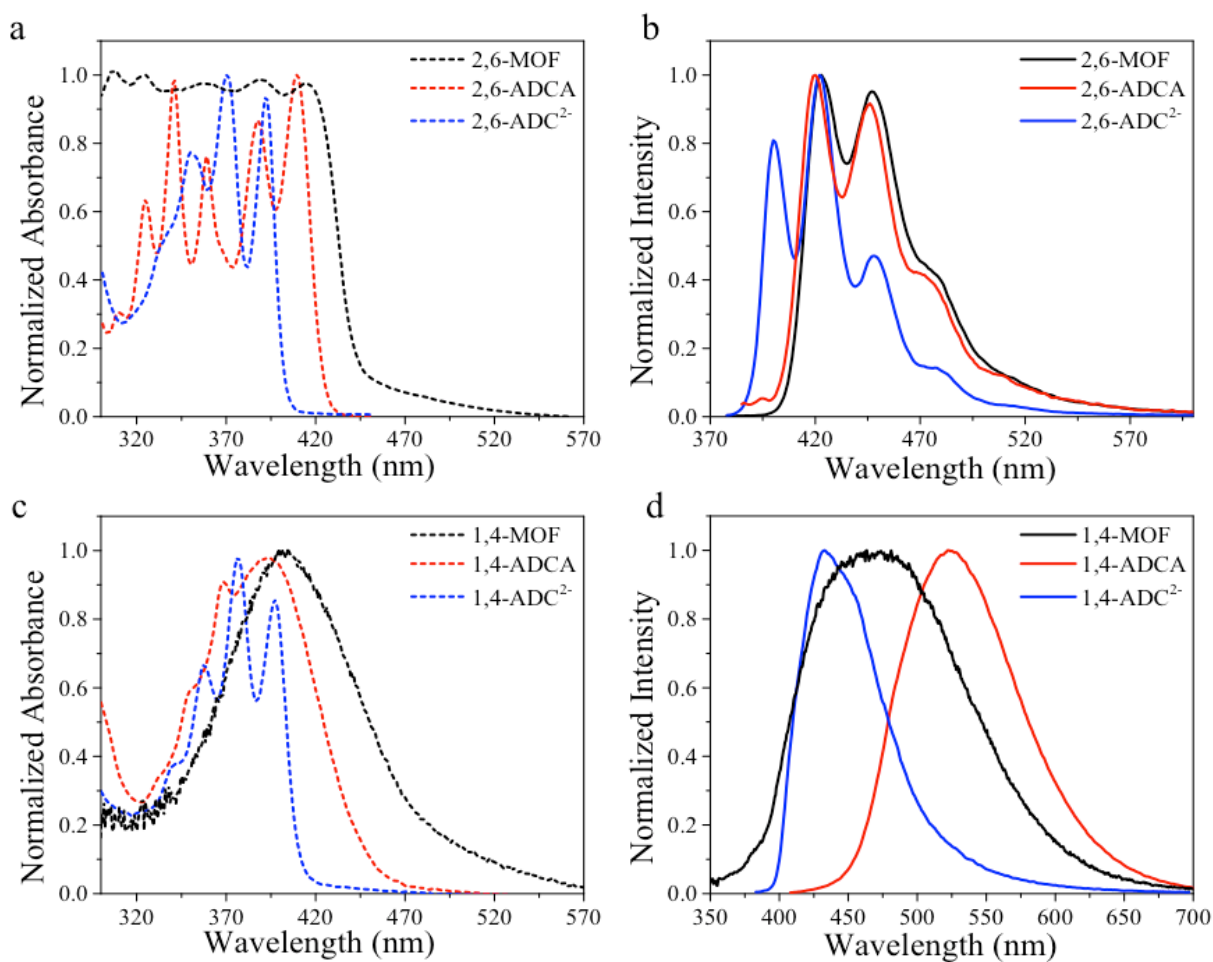 a
Normalized Absorbance
1.0
0.8
0.6
0.4
0.2
0.0
2,6-MOF
2,6-ADCA
2,6-ADC²⁻
320 370 420 470 520 570
Wavelength (nm)
b
Normalized Intensity
1.0
0.8
0.6
0.4
0.2
0.0
2,6-MOF
2,6-ADCA
2,6-ADC²⁻
370 420 470 520 570
Wavelength (nm)
c
Normalized Absorbance
1.0
0.8
0.6
0.4
0.2
0.0
1,4-MOF
1,4-ADCA
1,4-ADC²⁻
320 370 420 470 520 570
Wavelength (nm)
d
Normalized Intensity
1.0
0.8
0.6
0.4
0.2
0.0
1,4-MOF
1,4-ADCA
1,4-ADC²⁻
350 400 450 500 550 600 650 700
Wavelength (nm)